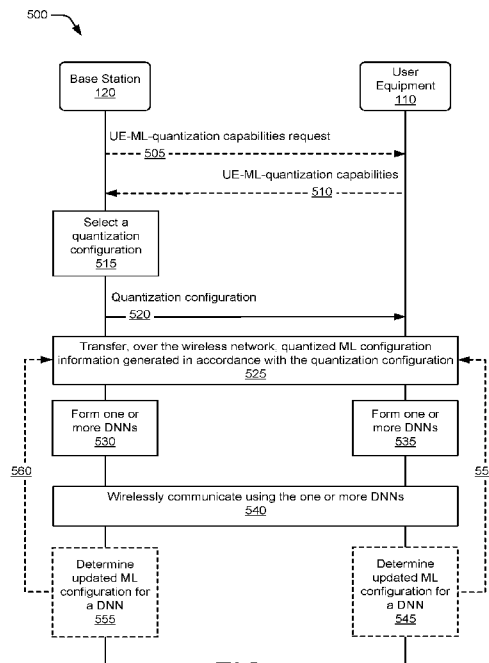 500
Base Station
120
User
Equipment
110
UE-ML-quantization capabilities request
505
UE-ML-quantization capabilities
510
Select a
quantization
configuration
515
Quantization configuration
520
Transfer, over the wireless network, quantized ML configuration
information generated in accordance with the quantization configuration
525
Form one or
more DNNs
530
Form one or
more DNNs
535
560
55
Wirelessly communicate using the one or more DNNs
540
Determine
updated ML
configuration for
a DNN
555
Determine
updated ML
configuration for
a DNN
545